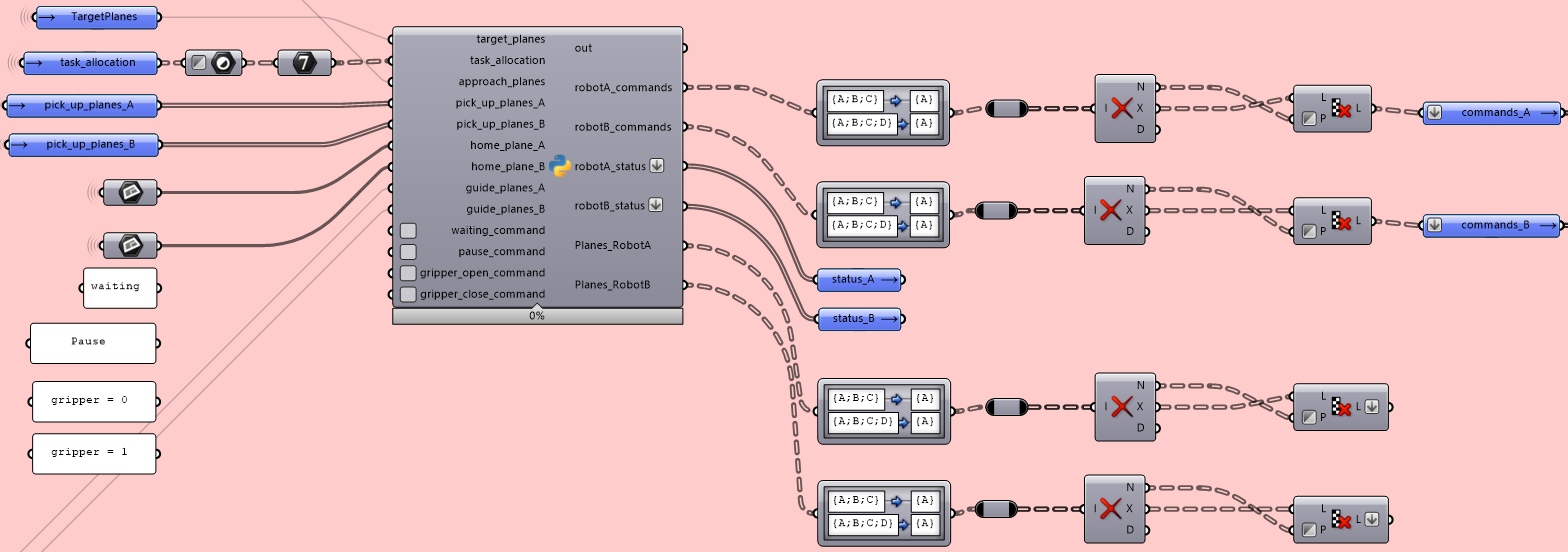 TargetPlanes
task_allocation
7
pick_up_planes_A
pick_up_planes_B
waiting
Pause
gripper = 0
gripper = 1
target_planes
task_allocation
approach_planes
pick_up_planes_A
pick_up_planes_B
home_plane_A
home_plane_B
guide_planes_A
guide_planes_B
waiting_command
pause_command
gripper_open_command
gripper_close_command
out
robotA_commands
robotB_commands
robotA_status
robotB_status
Planes_RobotA
Planes_RobotB
0%
{A;B;C} {A}
{A;B;C;D} {A}
I N
X
D
L
P
L
commands_A
{A;B;C} {A}
{A;B;C;D} {A}
I N
X
D
L
P
L
commands_B
status_A
status_B
{A;B;C} {A}
{A;B;C;D} {A}
I N
X
D
L
P
L
{A;B;C} {A}
{A;B;C;D} {A}
I N
X
D
L
P
L